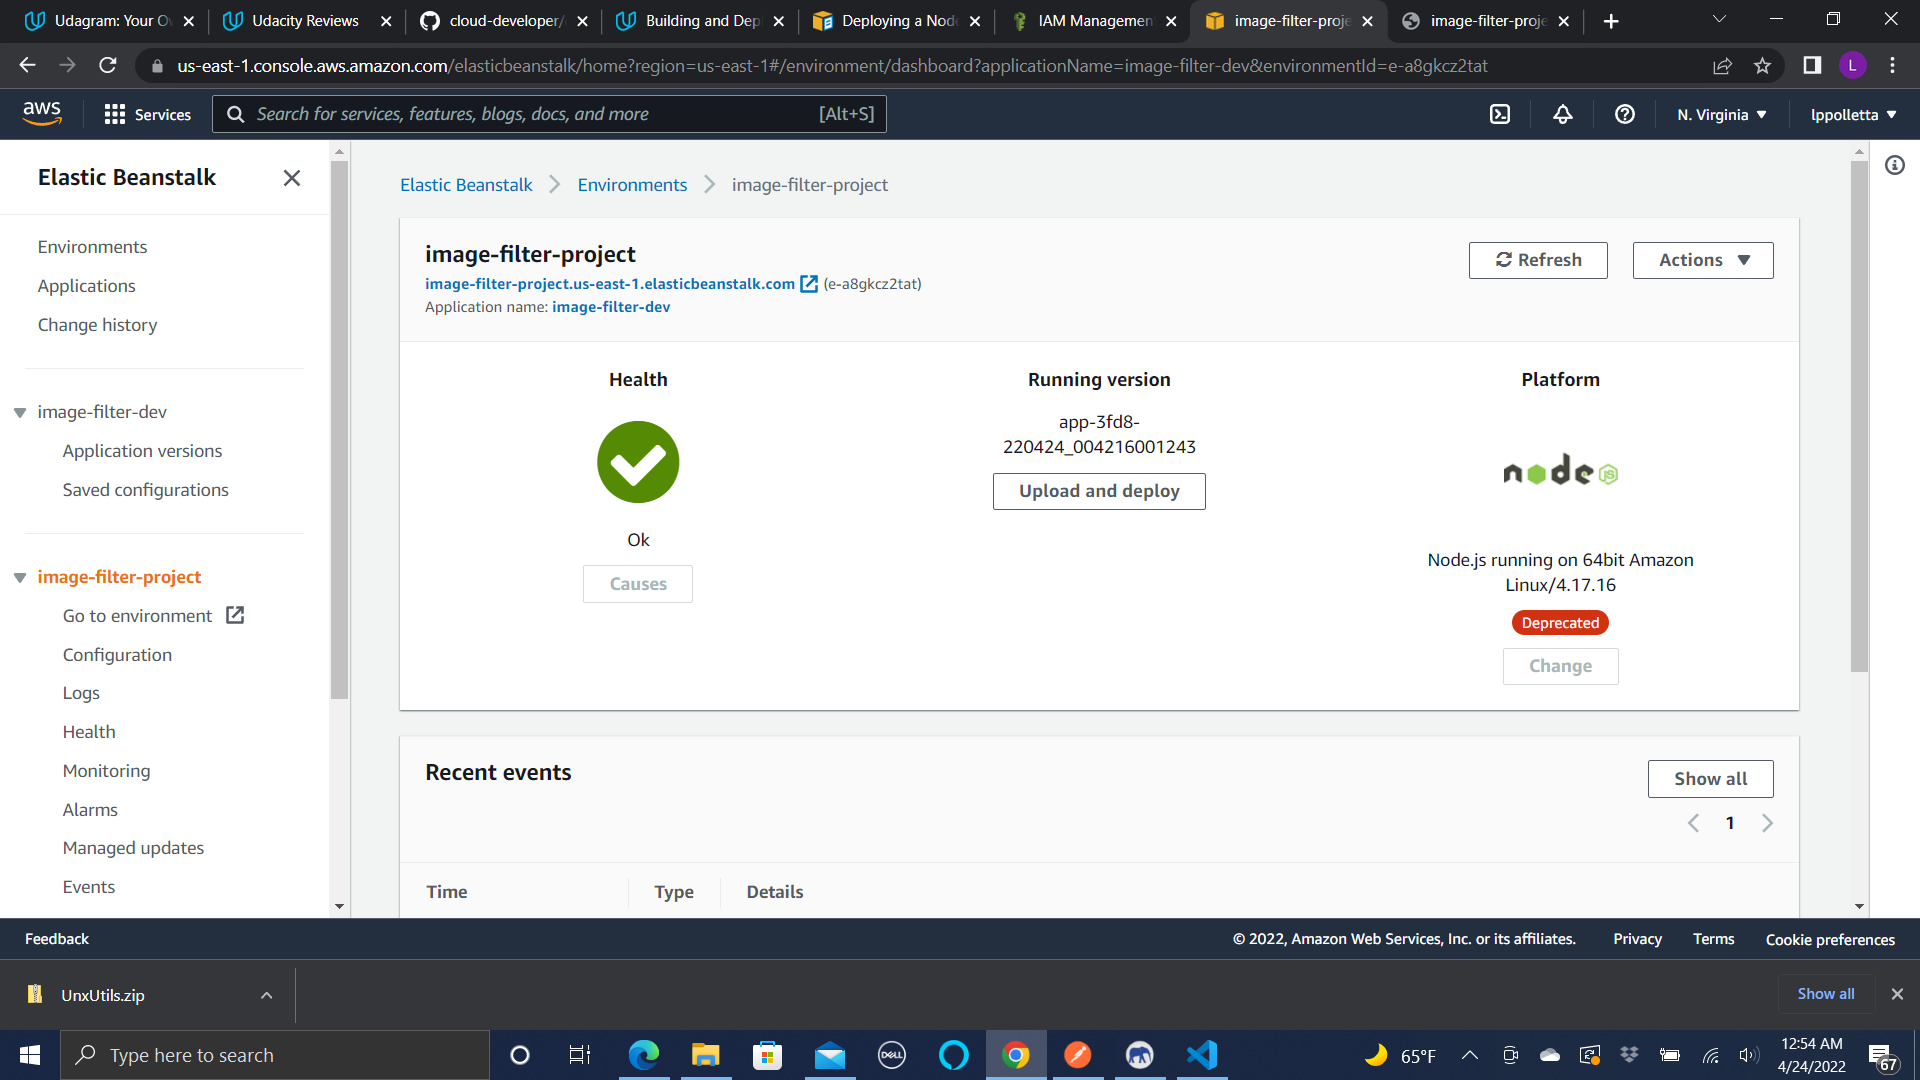 Udagram: Your O
Udacity Reviews
cloud-developer/
Building and Dep
Deploying a Node
IAM Management
image-filter-proje
image-filter-proje
us-east-1.console.aws.amazon.com/elasticbeanstalk/home?region=us-east-1#/environment/dashboard?applicationName=image-filter-dev&environmentId=e-a8gkcz2tat
L
aws
Services
Search for services, features, blogs, docs, and more
[Alt+S]
N. Virginia
lppolletta
Elastic Beanstalk
Environments
Applications
Change history
image-filter-dev
Application versions
Saved configurations
image-filter-project
Go to environment
Configuration
Logs
Health
Monitoring
Alarms
Managed updates
Events
Elastic Beanstalk
Environments
image-filter-project
image-filter-project
image-filter-project.us-east-1.elasticbeanstalk.com (e-a8gkcz2tat)
Application name: image-filter-dev
Refresh
Actions
Health
Ok
Causes
Running version
app-3fd8-
220424_004216001243
Upload and deploy
Platform
node JS
Node.js running on 64bit Amazon
Linux/4.17.16
Deprecated
Change
Recent events
Show all
1
Time
Type
Details
Feedback
© 2022, Amazon Web Services, Inc. or its affiliates.
Privacy
Terms
Cookie preferences
UnxUtils.zip
Show all
Type here to search
DELL
65°F
12:54 AM
4/24/2022
67